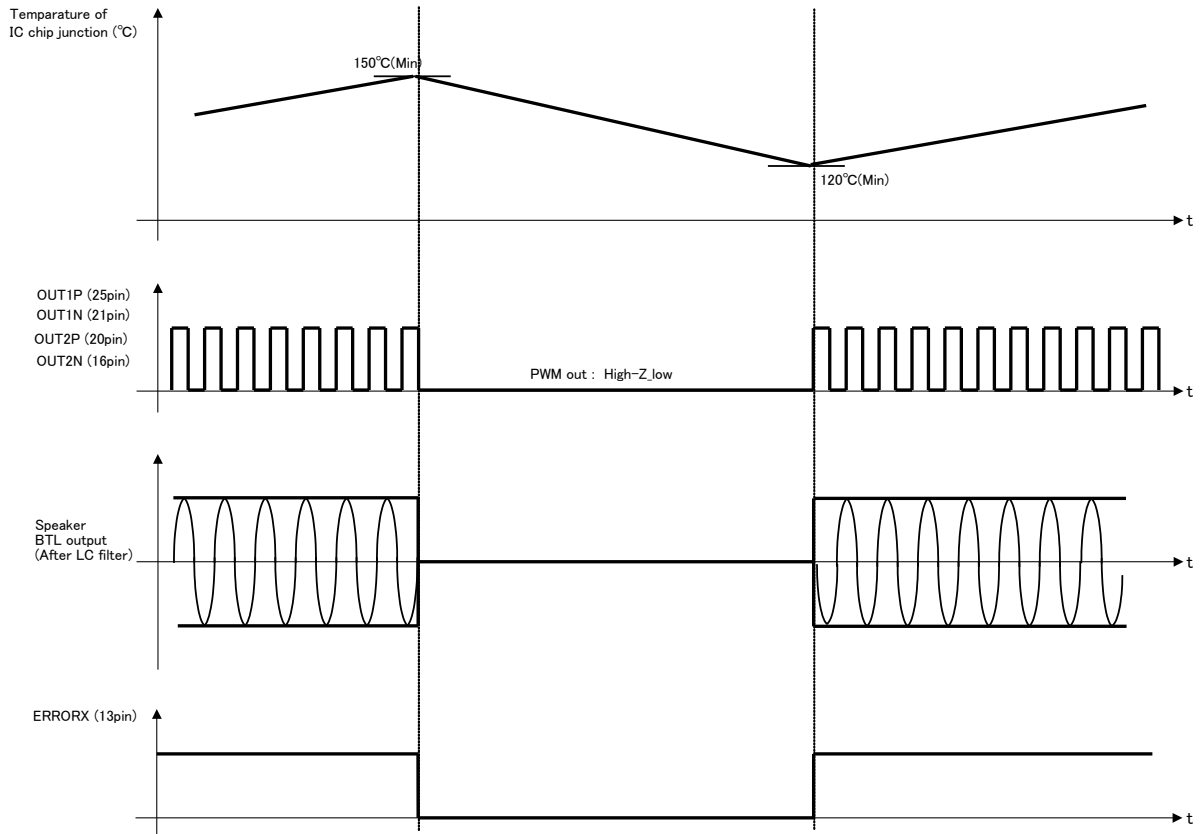 Temparature of
IC chip junction (℃)
150℃(Min)
120℃(Min)
t
OUT1P (25pin)
OUT1N (21pin)
OUT2P (20pin)
OUT2N (16pin)
PWM out : High-Z_low
t
Speaker
BTL output
(After LC filter)
t
ERRORX (13pin)
t